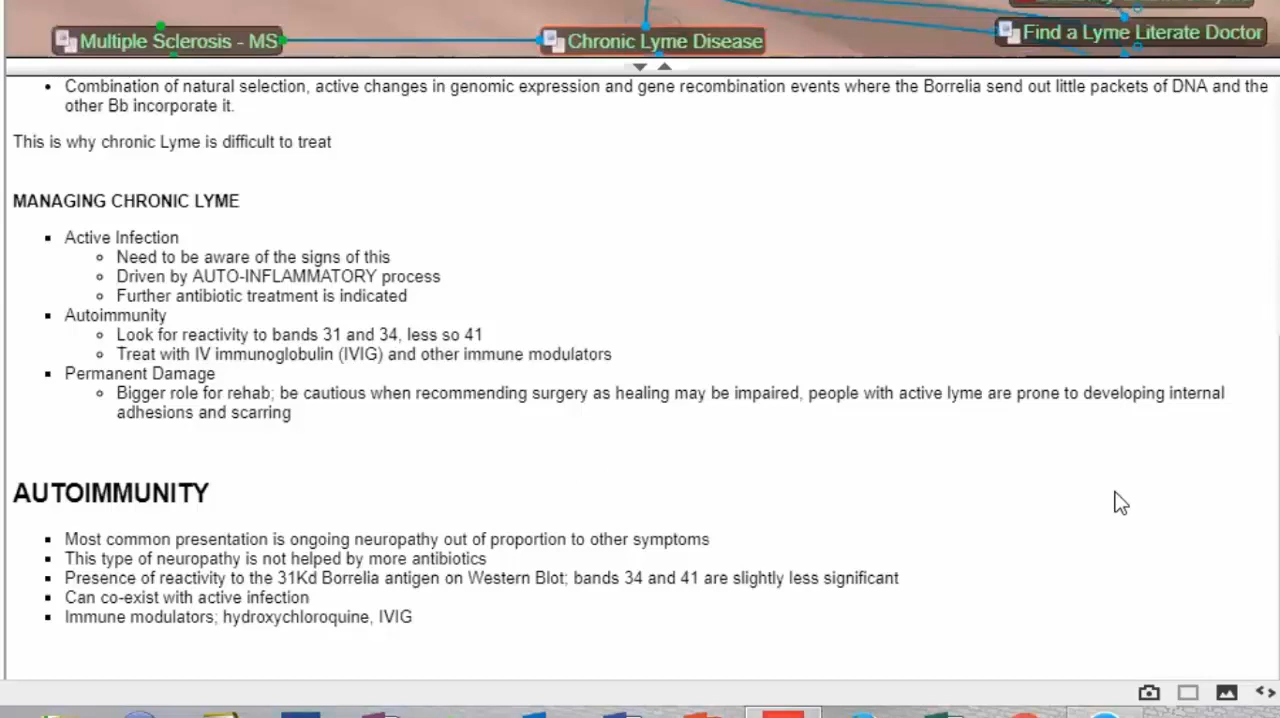 Multiple Sclerosis - MS
Chronic Lyme Disease
Find a Lyme Literate Doctor
Combination of natural selection, active changes in genomic expression and gene recombination events where the Borrelia send out little packets of DNA and the
other Bb incorporate it.
This is why chronic Lyme is difficult to treat
MANAGING CHRONIC LYME
Active Infection
Need to be aware of the signs of this
Driven by AUTO-INFLAMMATORY process
Further antibiotic treatment is indicated
Autoimmunity
Look for reactivity to bands 31 and 34, less so 41
Treat with IV immunoglobulin (IVIG) and other immune modulators
Permanent Damage
Bigger role for rehab; be cautious when recommending surgery as healing may be impaired, people with active lyme are prone to developing internal
adhesions and scarring
AUTOIMMUNITY
Most common presentation is ongoing neuropathy out of proportion to other symptoms
This type of neuropathy is not helped by more antibiotics
Presence of reactivity to the 31Kd Borrelia antigen on Western Blot; bands 34 and 41 are slightly less significant
Can co-exist with active infection
Immune modulators; hydroxychloroquine, IVIG